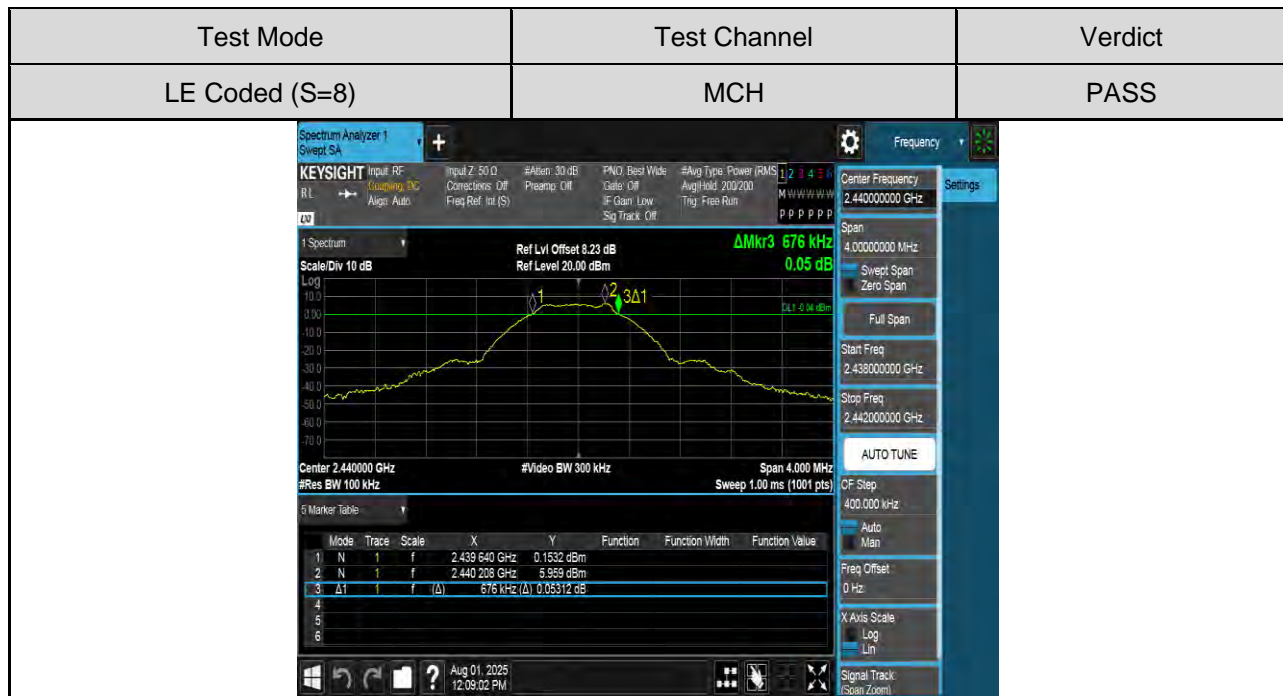 Test Mode
Test Channel
Verdict
LE Coded (S=8)
MCH
PASS
Spectrum Analyzer 1
Swept SA
+
Frequency
KEYSIGHT
Input: RF
Coupling: DC
Align: Auto
R L
LXI
Input Z: 50 Ω
Corrections: Off
Freq Ref: Int (S)
#Atten: 30 dB
Preamp: Off
PNO: Best Wide
Gate: Off
IF Gain: Low
Sig Track: Off
#Avg Type: Power (RMS
Avg|Hold: 200/200
Trig: Free Run
1 2 3 4 5 6
M W W W W W
P P P P P P
Center Frequency
2.440000000 GHz
Settings
Span
4.00000000 MHz
Swept Span
Zero Span
Full Span
Start Freq
2.438000000 GHz
Stop Freq
2.442000000 GHz
AUTO TUNE
CF Step
400.000 kHz
Auto
Man
Freq Offset
0 Hz
X Axis Scale
Log
Lin
Signal Track
(Span Zoom)
1 Spectrum
Scale/Div 10 dB
Log
Ref Lvl Offset 8.23 dB
Ref Level 20.00 dBm
ΔMkr3 676 kHz
0.05 dB
10.0
0.00
-10.0
-20.0
-30.0
-40.0
-50.0
-60.0
-70.0
1
2
3Δ1
DL1 -0.04 dBm
Center 2.440000 GHz
#Res BW 100 kHz
#Video BW 300 kHz
Span 4.000 MHz
Sweep 1.00 ms (1001 pts)
5 Marker Table
Mode Trace Scale X Y Function Function Width Function Value
1 N 1 f 2.439 640 GHz 0.1532 dBm
2 N 1 f 2.440 208 GHz 5.959 dBm
3 Δ1 1 f (Δ) 676 kHz (Δ) 0.05312 dB
4
5
6
?
Aug 01, 2025
12:09:02 PM